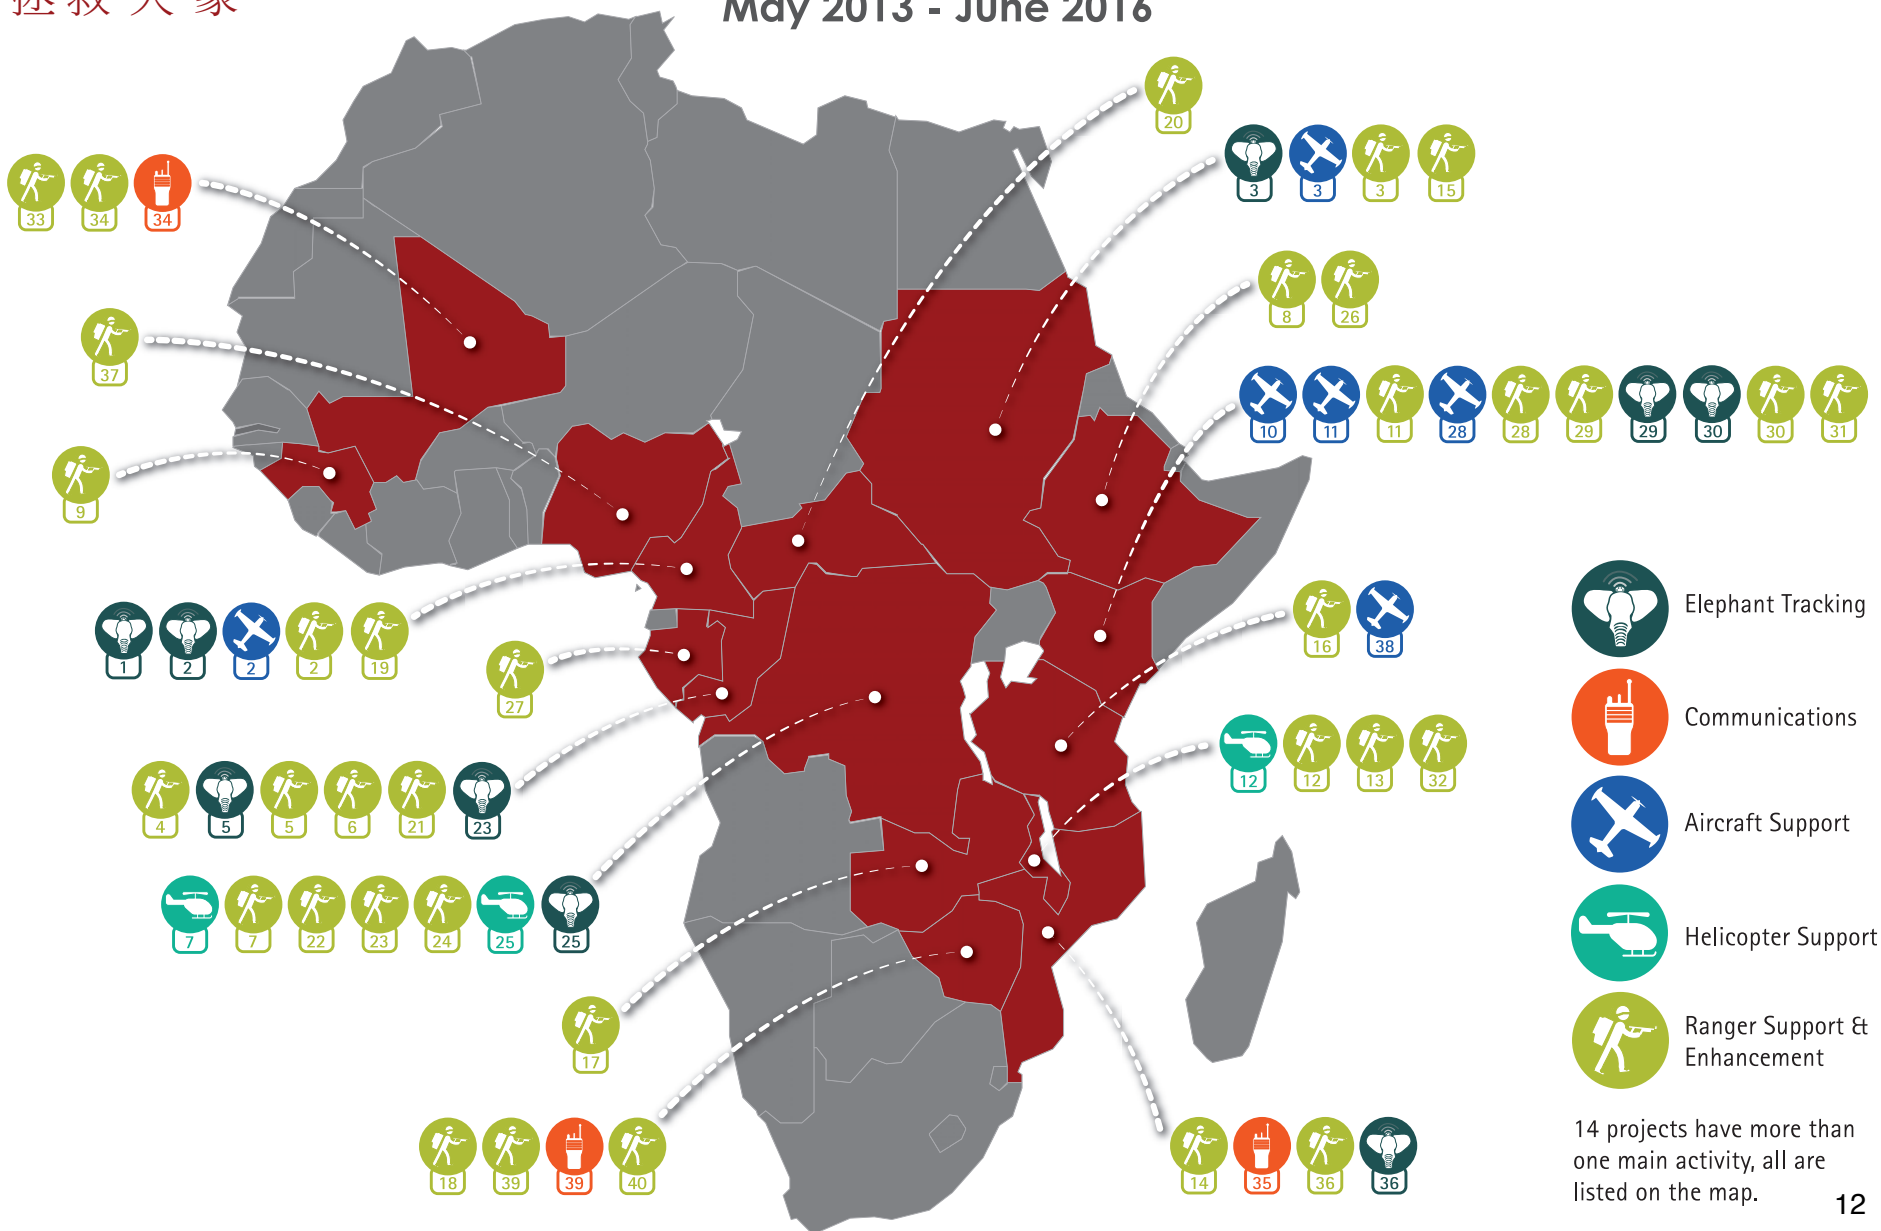 拯救大象
May 2013 - June 2016
20
3 3 3 15
33 34 34
8 26
37
10 11 11 28 28 29 29 30 30 31
9
Elephant Tracking
1 2 2 2 19
16 38
27
Communications
12 12 13 32
4 5 5 6 21 23
Aircraft Support
7 7 22 23 24 25 25
Helicopter Support
17
Ranger Support &
Enhancement
18 39 39 40
14 35 36 36
14 projects have more than
one main activity, all are
listed on the map.
12